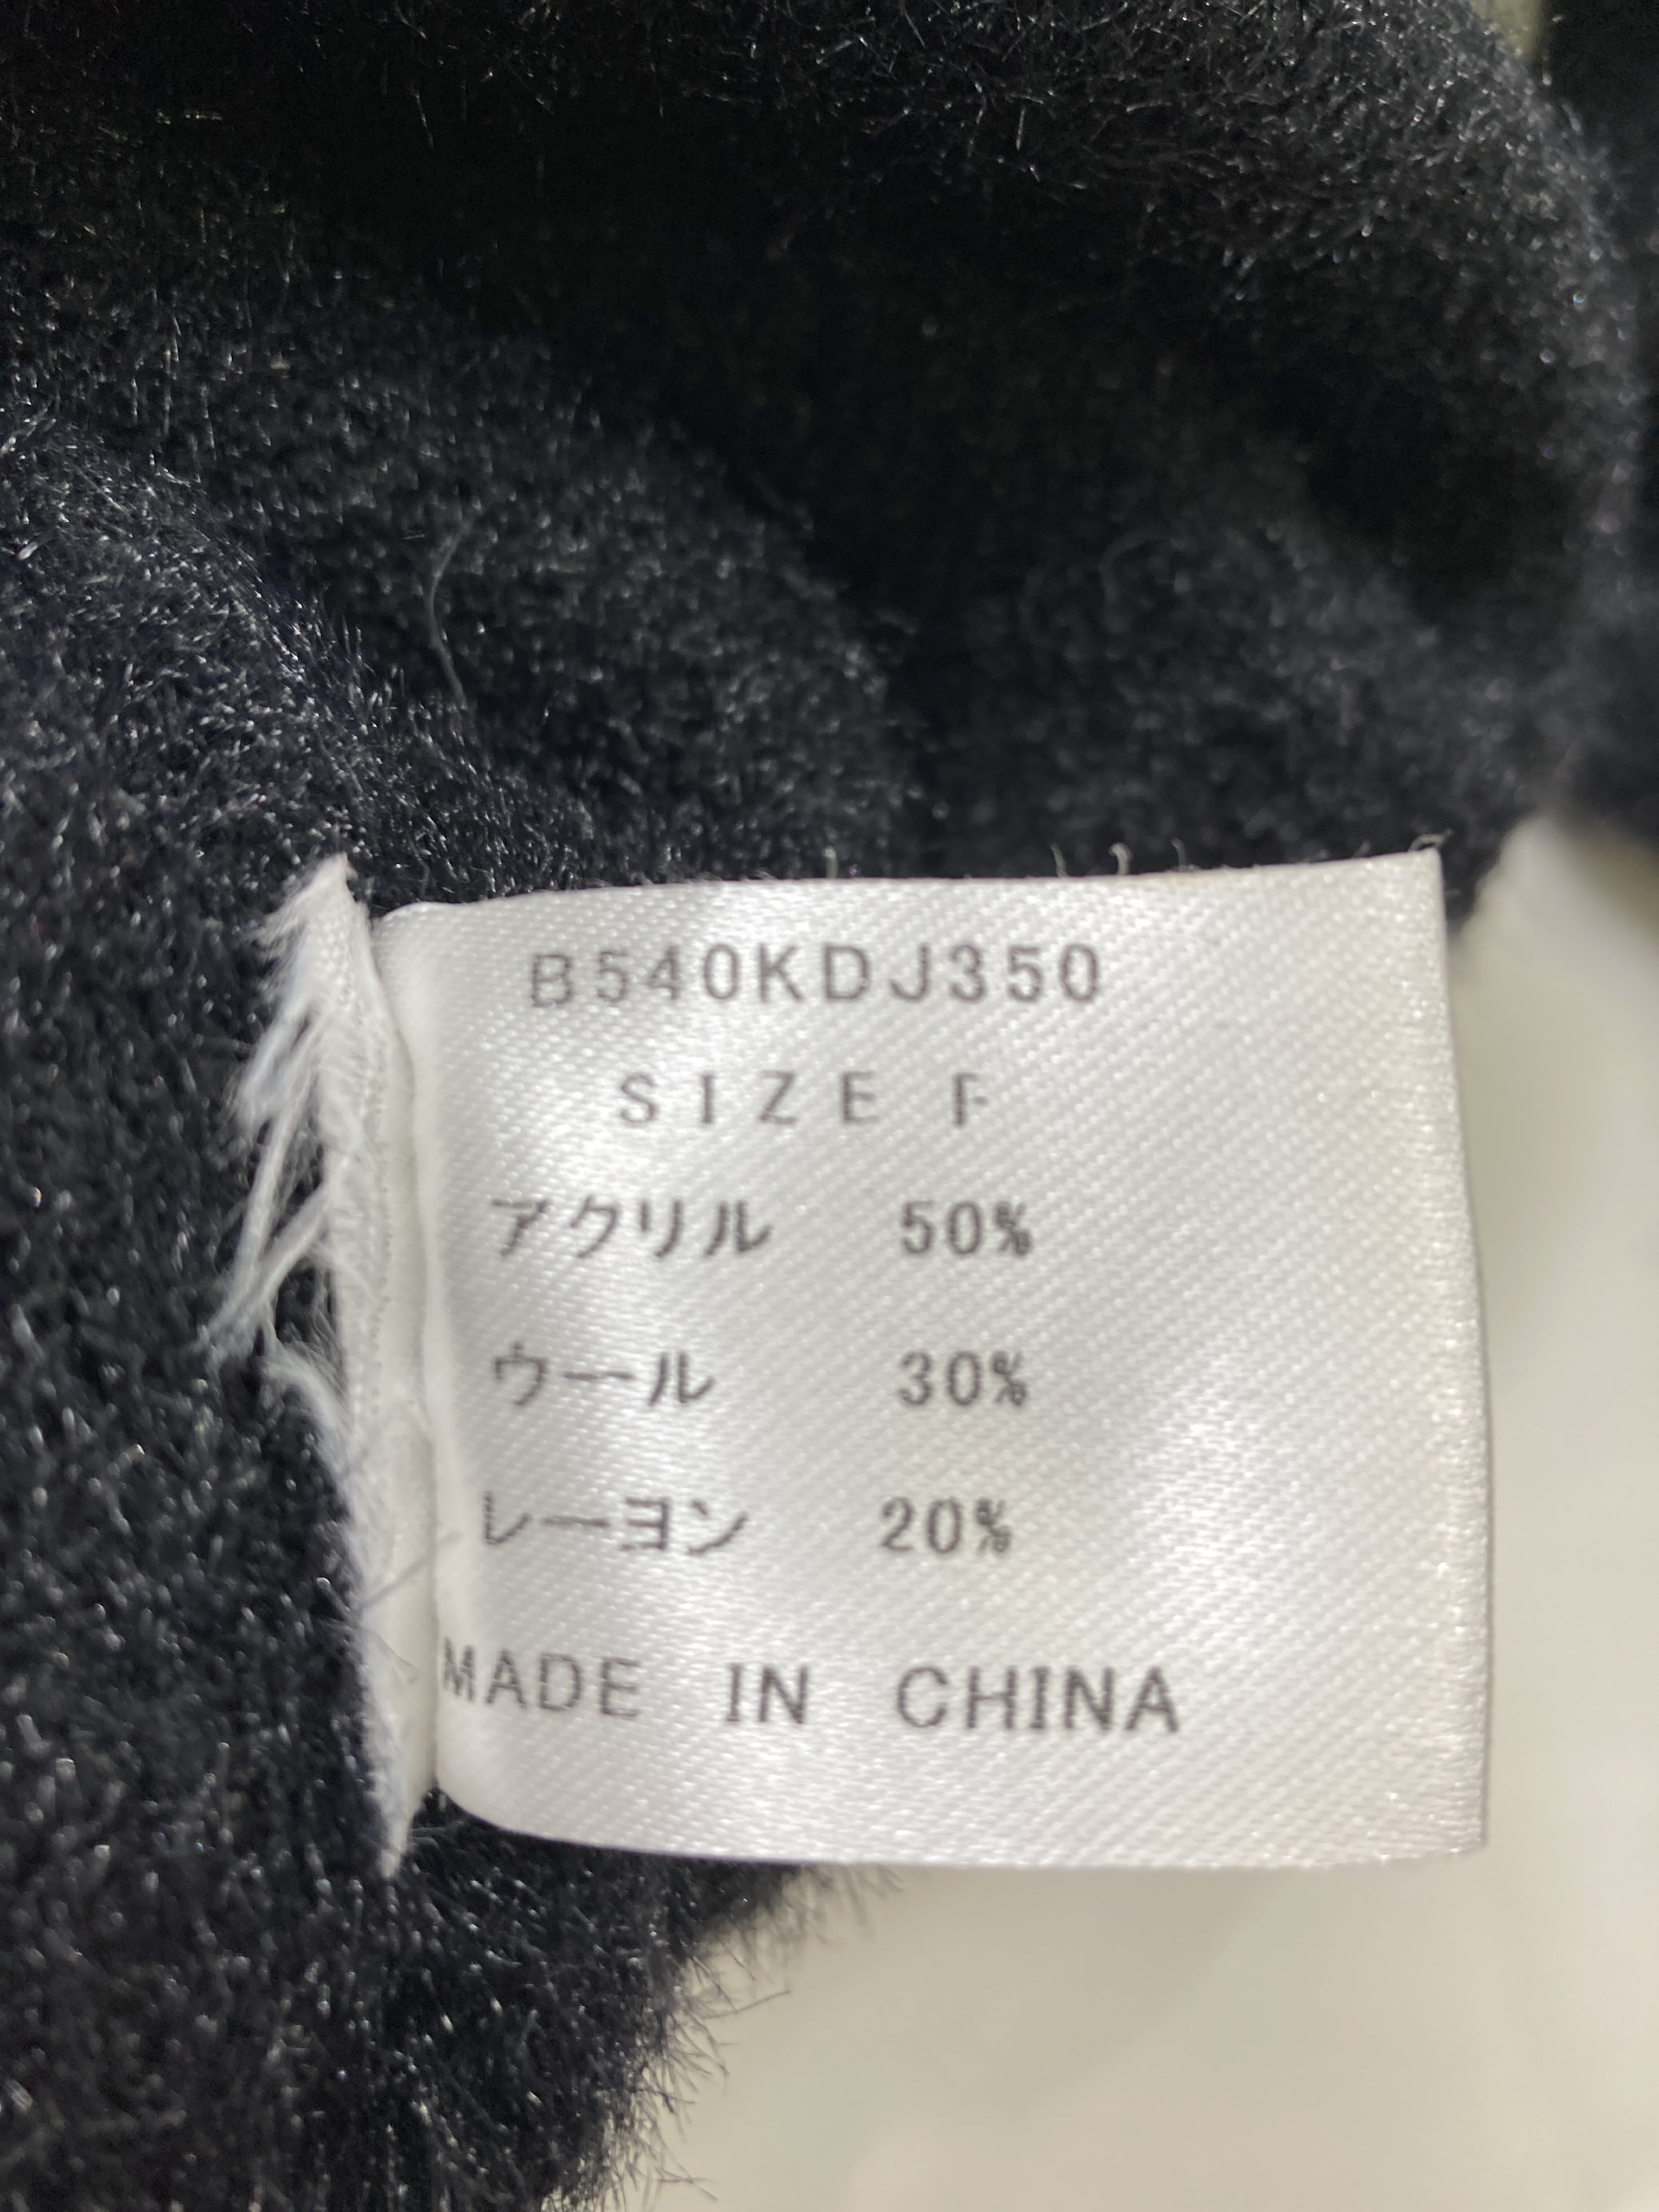 B540KDJ350
SIZE F
アクリル 50%
ウール 30%
レーヨン 20%
MADE IN CHINA